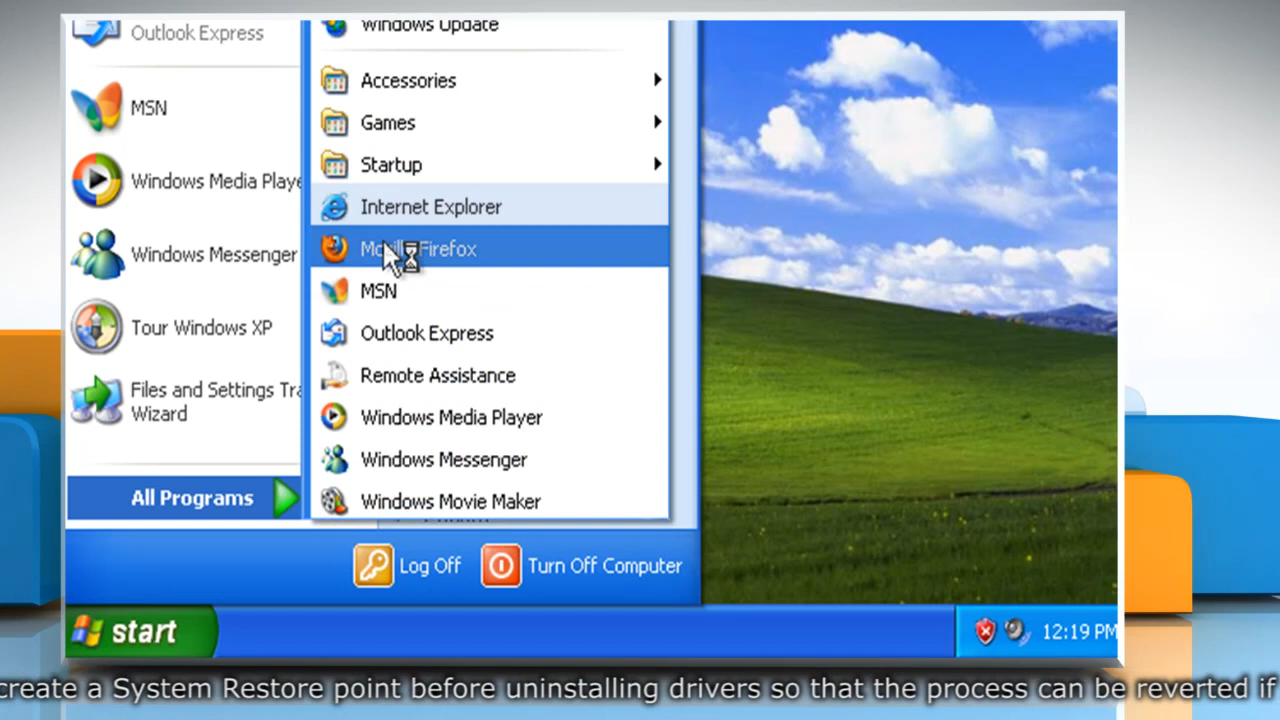 Outlook Express
MSN
Windows Media Playe
Windows Messenger
Tour Windows XP
Files and Settings Tra
Wizard
All Programs
Windows Update
Accessories
Games
Startup
Internet Explorer
Mozilla Firefox
MSN
Outlook Express
Remote Assistance
Windows Media Player
Windows Messenger
Windows Movie Maker
Log Off
Turn Off Computer
start
12:19 PM
create a System Restore point before uninstalling drivers so that the process can be reverted if